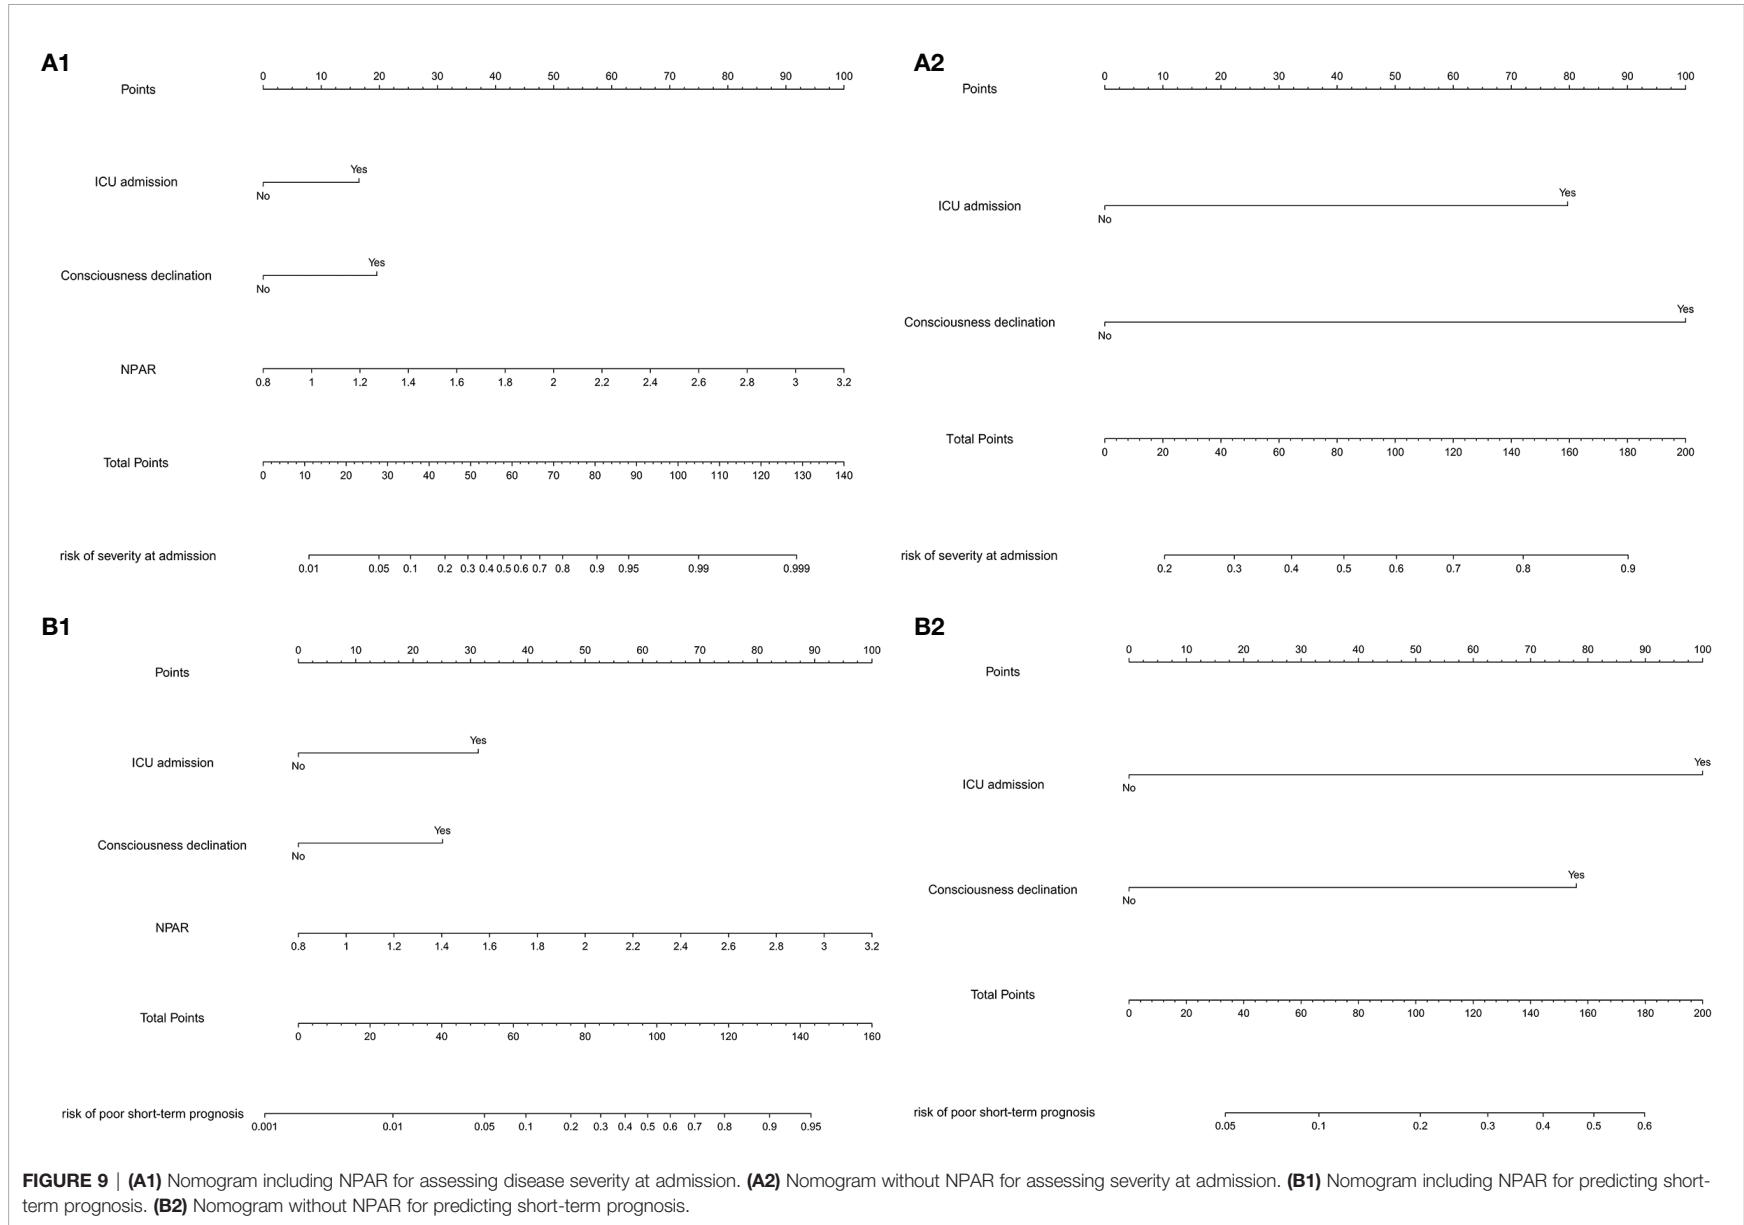 A1
Points
0 10 20 30 40 50 60 70 80 90 100
ICU admission
Yes
No
Consciousness declination
Yes
No
NPAR
0.8 1 1.2 1.4 1.6 1.8 2 2.2 2.4 2.6 2.8 3 3.2
Total Points
0 10 20 30 40 50 60 70 80 90 100 110 120 130 140
risk of severity at admission
0.01 0.05 0.1 0.2 0.3 0.4 0.5 0.6 0.7 0.8 0.9 0.95 0.99 0.999
A2
Points
0 10 20 30 40 50 60 70 80 90 100
ICU admission
Yes
No
Consciousness declination
Yes
No
Total Points
0 20 40 60 80 100 120 140 160 180 200
risk of severity at admission
0.2 0.3 0.4 0.5 0.6 0.7 0.8 0.9
B1
Points
0 10 20 30 40 50 60 70 80 90 100
ICU admission
Yes
No
Consciousness declination
Yes
No
NPAR
0.8 1 1.2 1.4 1.6 1.8 2 2.2 2.4 2.6 2.8 3 3.2
Total Points
0 20 40 60 80 100 120 140 160
risk of poor short-term prognosis
0.001 0.01 0.05 0.1 0.2 0.3 0.4 0.5 0.6 0.7 0.8 0.9 0.95
B2
Points
0 10 20 30 40 50 60 70 80 90 100
ICU admission
Yes
No
Consciousness declination
Yes
No
Total Points
0 20 40 60 80 100 120 140 160 180 200
risk of poor short-term prognosis
0.05 0.1 0.2 0.3 0.4 0.5 0.6
FIGURE 9 | (A1) Nomogram including NPAR for assessing disease severity at admission. (A2) Nomogram without NPAR for assessing severity at admission. (B1) Nomogram including NPAR for predicting short-
term prognosis. (B2) Nomogram without NPAR for predicting short-term prognosis.